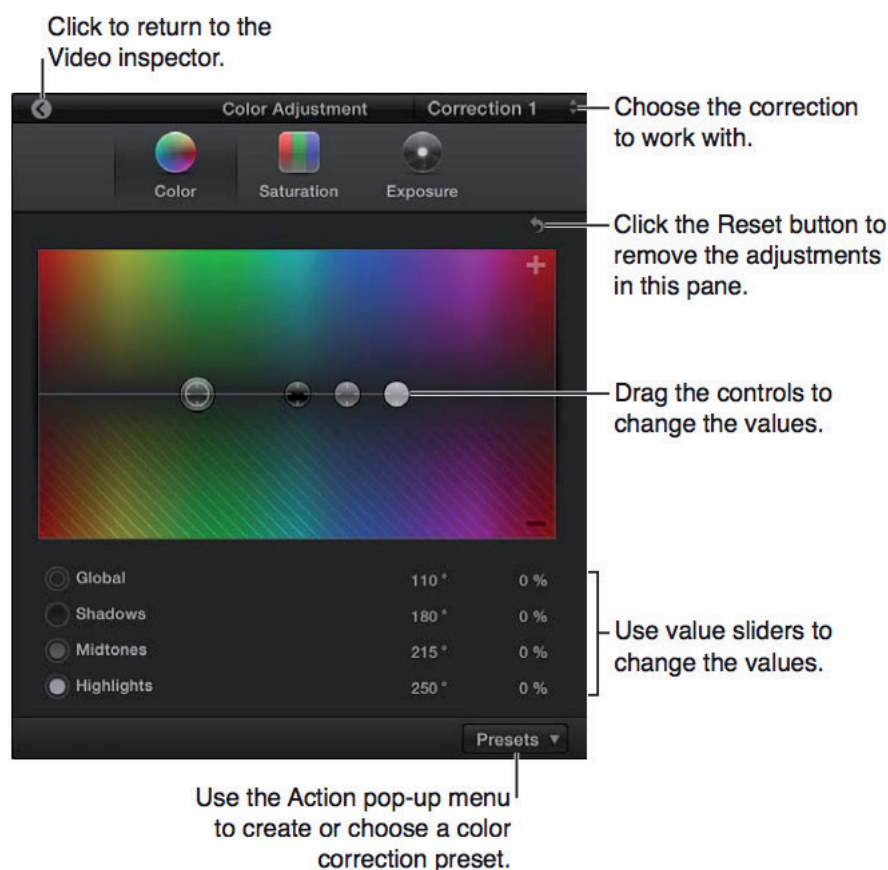 Click to return to the
Video inspector.
Color Adjustment
Correction 1
Choose the correction
to work with.
Color
Saturation
Exposure
Click the Reset button to
remove the adjustments
in this pane.
Drag the controls to
change the values.
Global 110 ° 0 %
Shadows 180 ° 0 %
Midtones 215 ° 0 %
Highlights 250 ° 0 %
Use value sliders to
change the values.
Presets
Use the Action pop-up menu
to create or choose a color
correction preset.